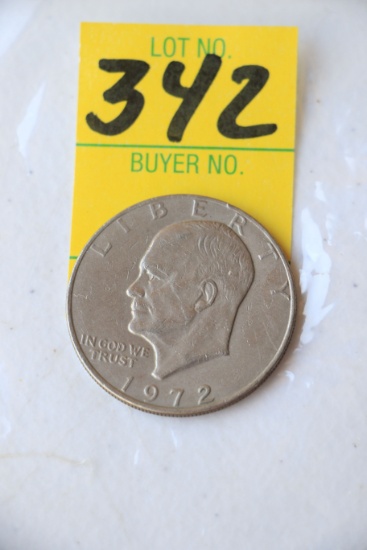 LOT NO.
342
BUYER NO.
LIBERTY
IN GOD WE
TRUST
1972